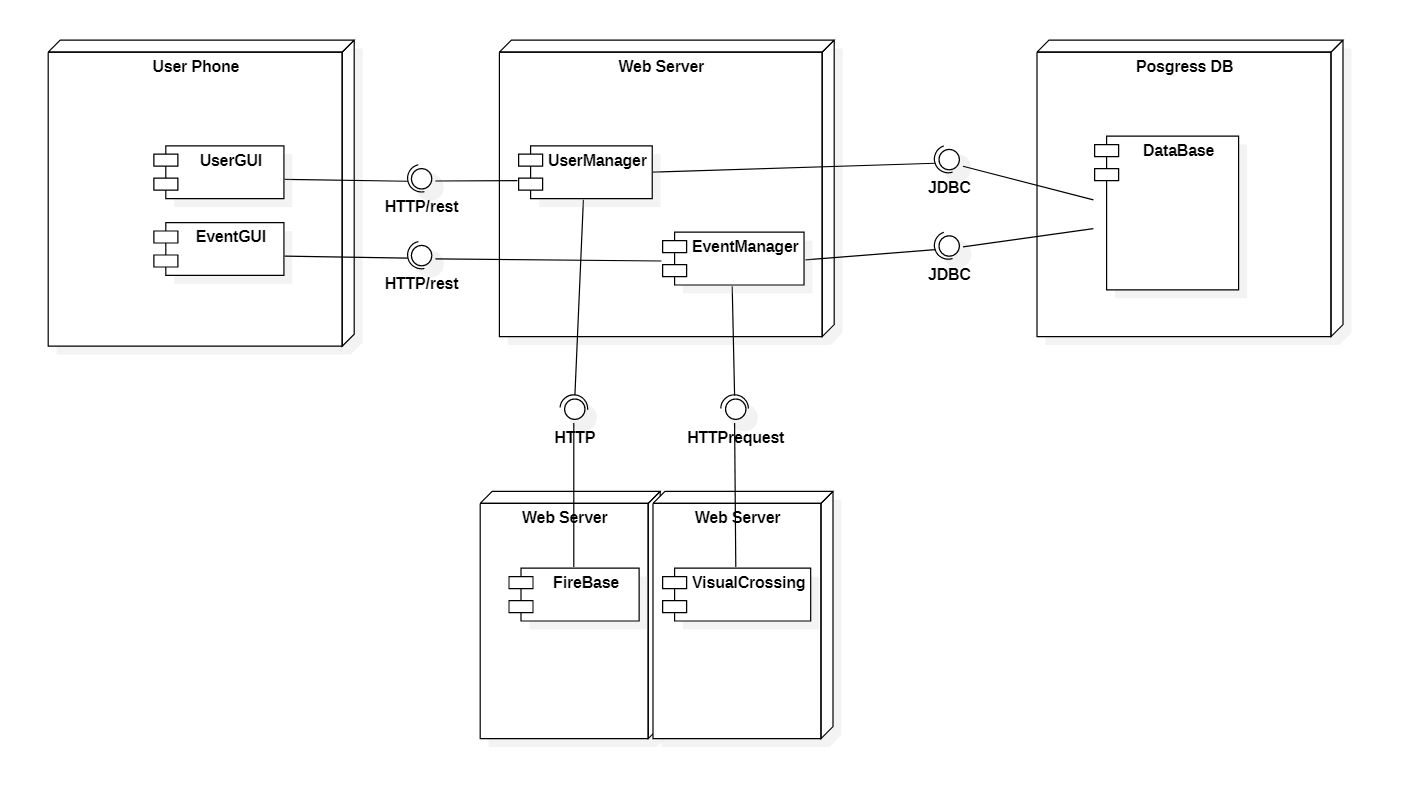 User Phone
Web Server
Posgress DB
UserGUI
UserManager
DataBase
HTTP/rest
JDBC
EventGUI
EventManager
HTTP/rest
JDBC
HTTP
HTTPrequest
Web Server
Web Server
FireBase
VisualCrossing